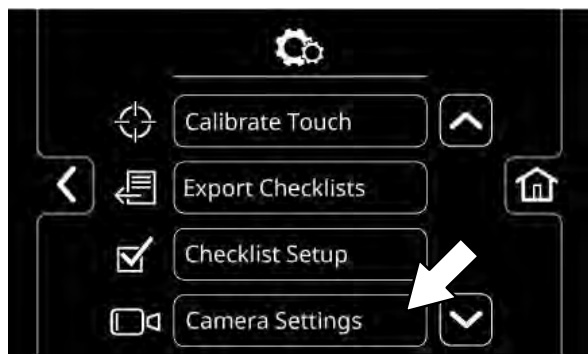 Calibrate Touch
Export Checklists
Checklist Setup
Camera Settings